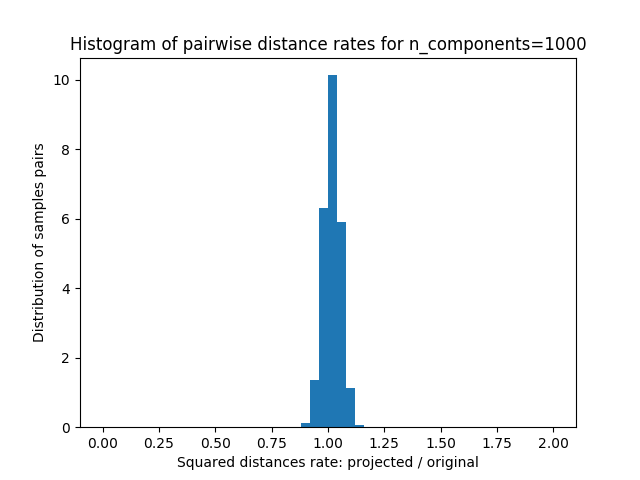 Histogram of pairwise distance rates for n_components=1000
Distribution of samples pairs
10
8
6
4
2
0
0.00 0.25 0.50 0.75 1.00 1.25 1.50 1.75 2.00
Squared distances rate: projected / original